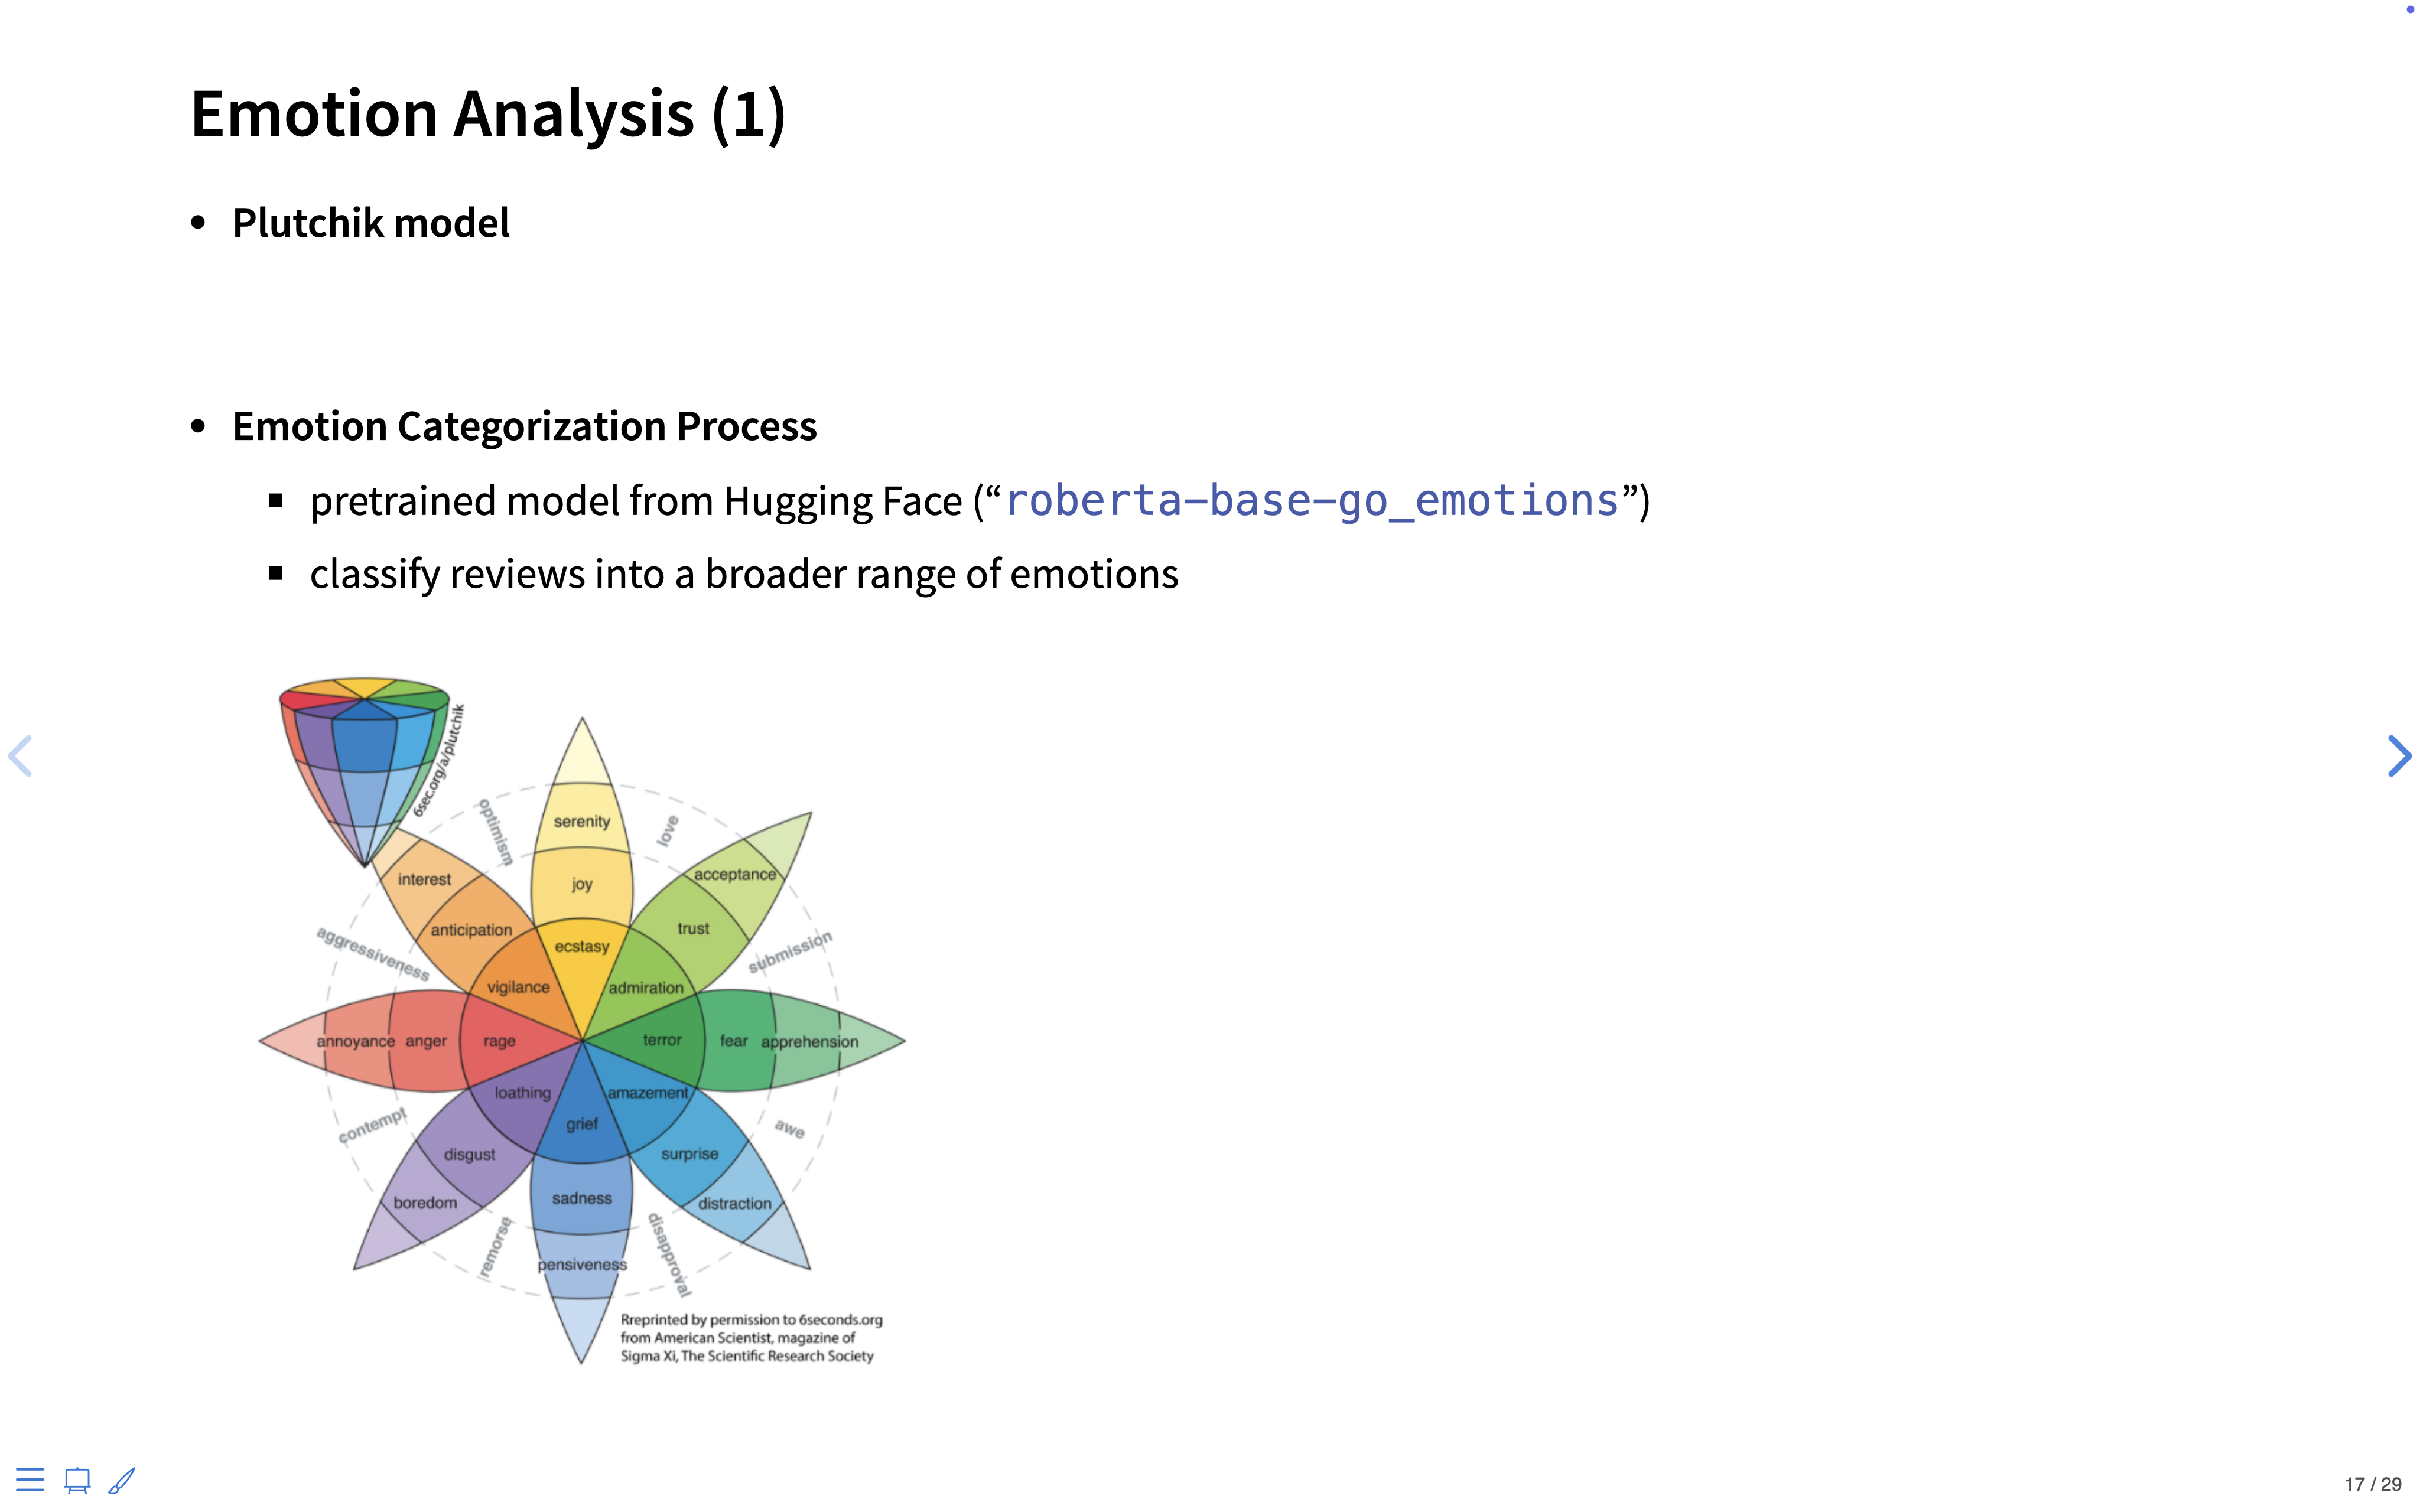 Emotion Analysis (1)
• Plutchik model
• Emotion Categorization Process
▪ pretrained model from Hugging Face (“roberta-base-go_emotions”)
▪ classify reviews into a broader range of emotions
6sec.org/a/plutchik
optimism
serenity
love
interest
joy
acceptance
anticipation
trust
aggressiveness
ecstasy
submission
vigilance
admiration
annoyance
anger
rage
terror
fear
apprehension
loathing
amazement
contempt
grief
awe
disgust
surprise
boredom
sadness
distraction
remorse
disapproval
pensiveness
Rreprinted by permission to 6seconds.org
from American Scientist, magazine of
Sigma Xi, The Scientific Research Society
17 / 29